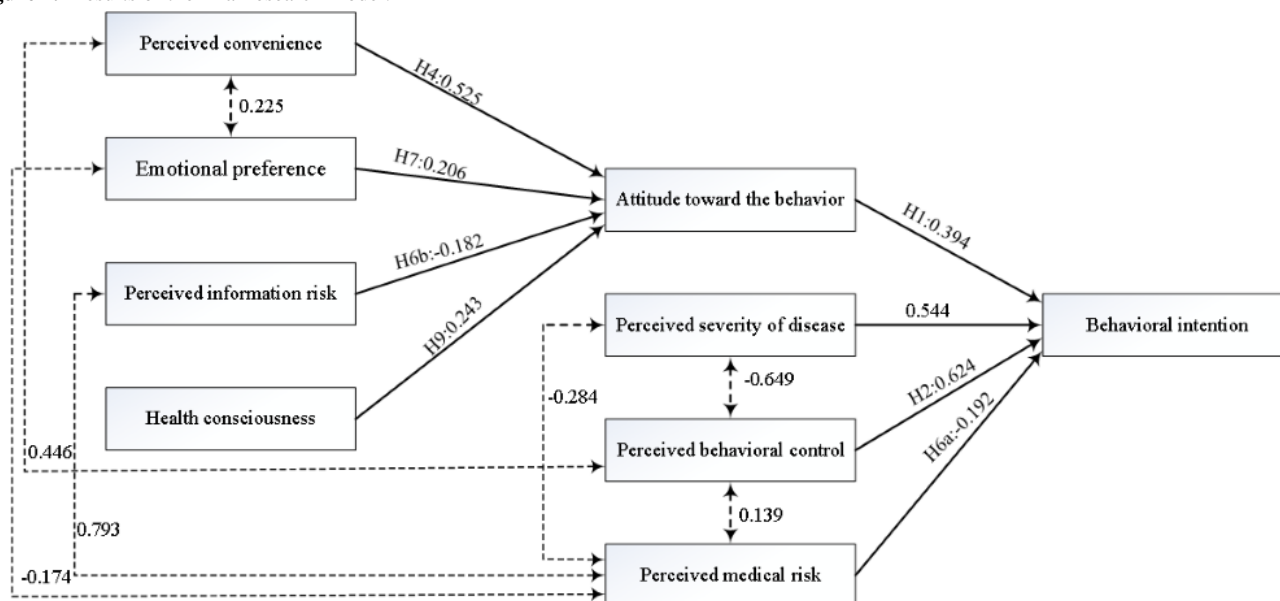 Perceived convenience
H4:0.525
0.225
Emotional preference
H7:0.206
Attitude toward the behavior
H1:0.394
H6b:-0.182
Perceived information risk
H9:0.243
Perceived severity of disease
0.544
Behavioral intention
-0.649
-0.284
H2:0.624
Health consciousness
H6a:-0.192
0.446
Perceived behavioral control
0.139
0.793
-0.174
Perceived medical risk